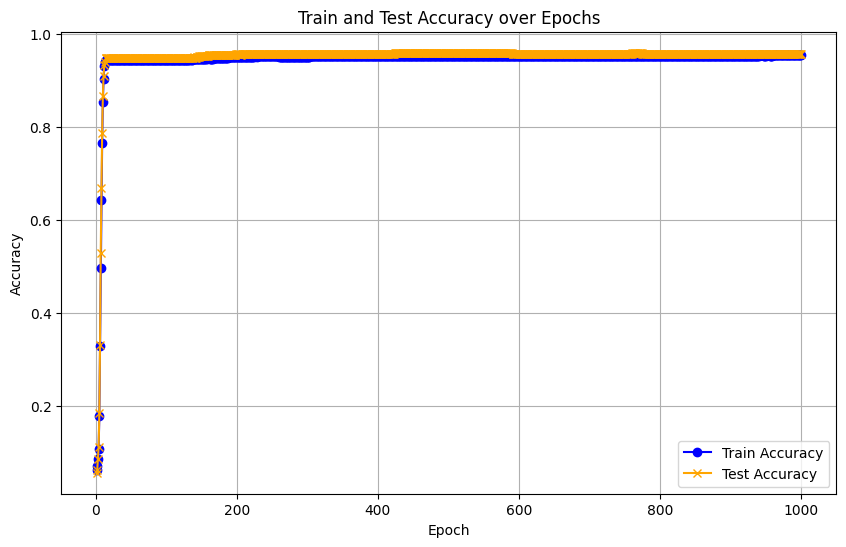 Train and Test Accuracy over Epochs
1.0
0.8
0.6
0.4
0.2
Accuracy
0
200
400
600
800
1000
Epoch
Train Accuracy
Test Accuracy